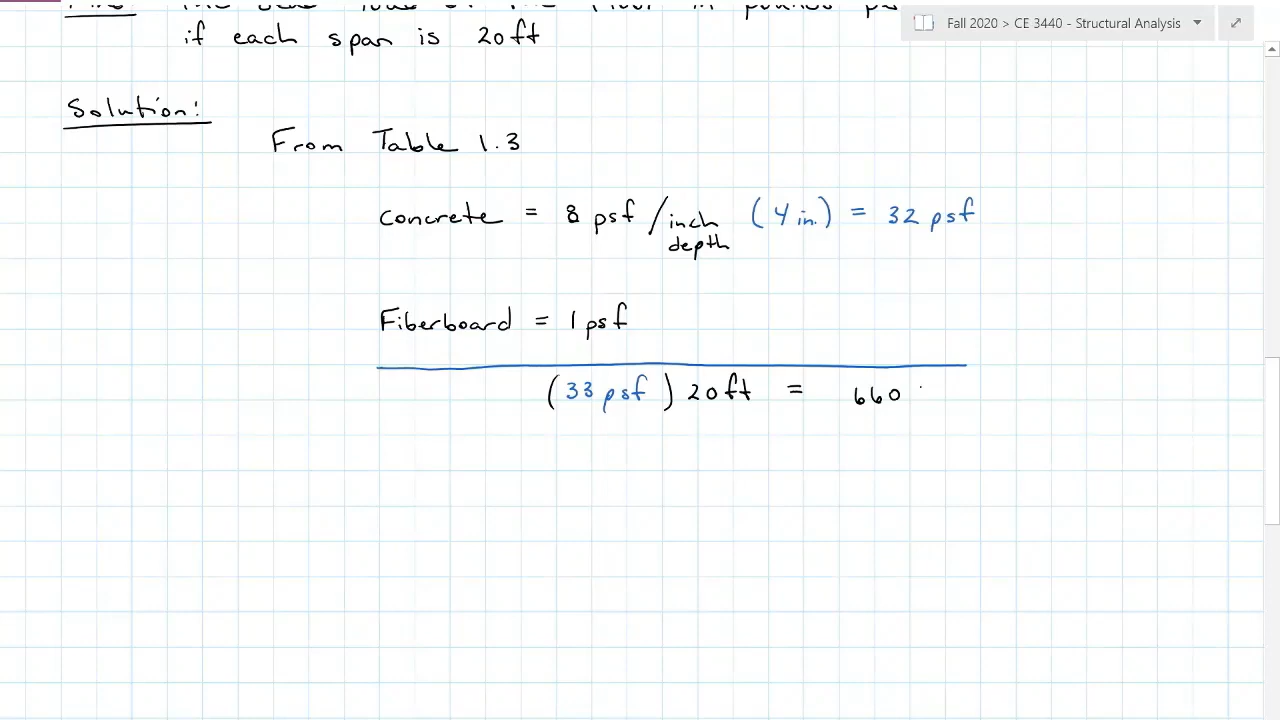 Fall 2020 > CE 3440 - Structural Analysis
if each span is 20ft
Solution:
From Table 1.3
concrete = 8 psf / inch depth (4 in.) = 32 psf
Fiberboard = 1 psf
(33 psf) 20ft = 660